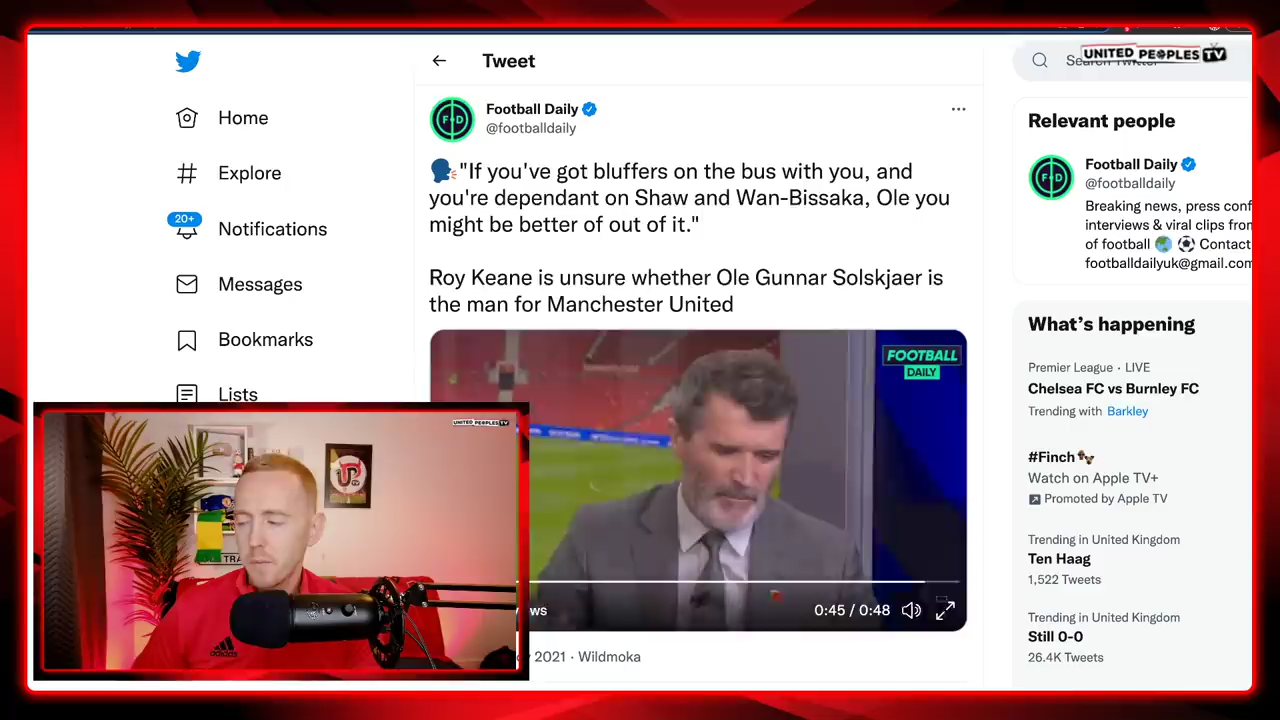 UNITED PEOPLES TV
Home
Explore
20+
Notifications
Messages
Bookmarks
Lists
Tweet
Football Daily
@footballdaily
"If you've got bluffers on the bus with you, and
you're dependant on Shaw and Wan-Bissaka, Ole you
might be better of out of it."
Roy Keane is unsure whether Ole Gunnar Solskjaer is
the man for Manchester United
FOOTBALL
DAILY
0:45 / 0:48
2021 · Wildmoka
UNITED PEOPLES TV
Relevant people
Football Daily
@footballdaily
Breaking news, press conf
interviews & viral clips from
of football Contact
footballdailyuk@gmail.com
What's happening
Premier League · LIVE
Chelsea FC vs Burnley FC
Trending with Barkley
#Finch
Watch on Apple TV+
Promoted by Apple TV
Trending in United Kingdom
Ten Haag
1,522 Tweets
Trending in United Kingdom
Still 0-0
26.4K Tweets